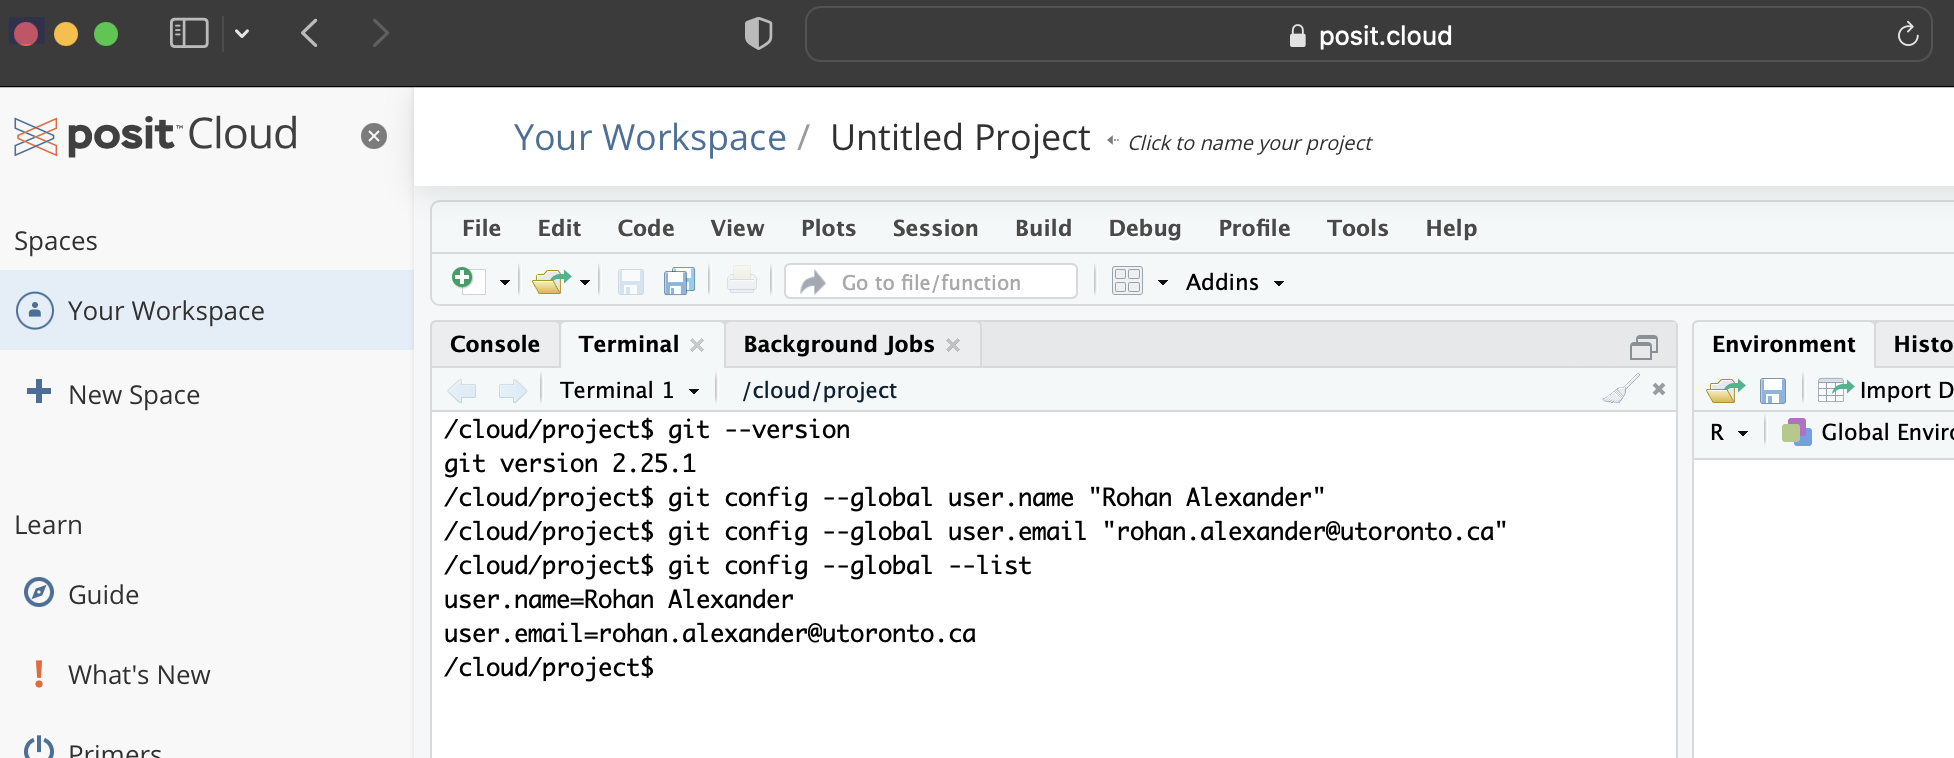 posit.cloud
posit™ Cloud
Your Workspace / Untitled Project Click to name your project
Spaces
Your Workspace
New Space
Learn
Guide
What's New
Primers
File Edit Code View Plots Session Build Debug Profile Tools Help
Go to file/function Addins
Console Terminal Background Jobs
Terminal 1 /cloud/project
/cloud/project$ git --version
git version 2.25.1
/cloud/project$ git config --global user.name "Rohan Alexander"
/cloud/project$ git config --global user.email "rohan.alexander@utoronto.ca"
/cloud/project$ git config --global --list
user.name=Rohan Alexander
user.email=rohan.alexander@utoronto.ca
/cloud/project$
Environment Histo
Import D
R Global Enviro